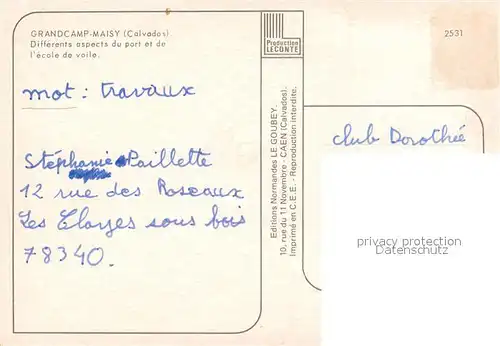 GRANDCAMP-MAISY (Calvados)
Différents aspects du port et de
l'école de voile.
mot : travaux
Stéphanie Paillette
12 rue des Roseaux
Les Clayes sous bois
78340.
Production
LECONTE
Editions Normandes LE GOUBEY.
10, rue du 11 Novembre - CAEN (Calvados).
Imprimé en C.E.E. - Reproduction interdite.
2531
club Dorothée
privacy protection
Datenschutz